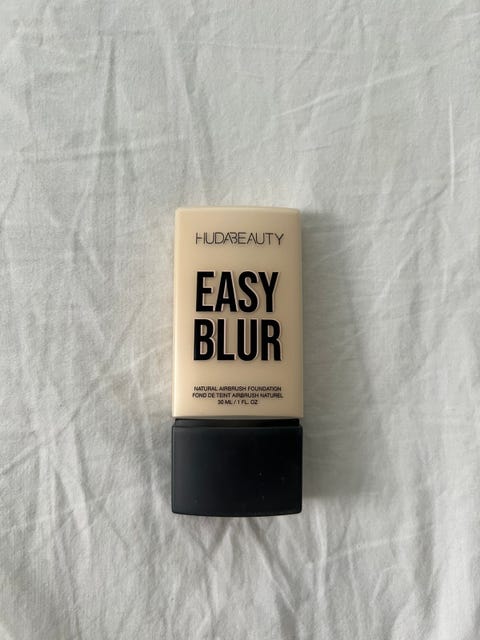 HUDABEAUTY
EASY
BLUR
NATURAL AIRBRUSH FOUNDATION
FOND DE TEINT AIRBRUSH NATUREL
30 ML / 1 FL. OZ